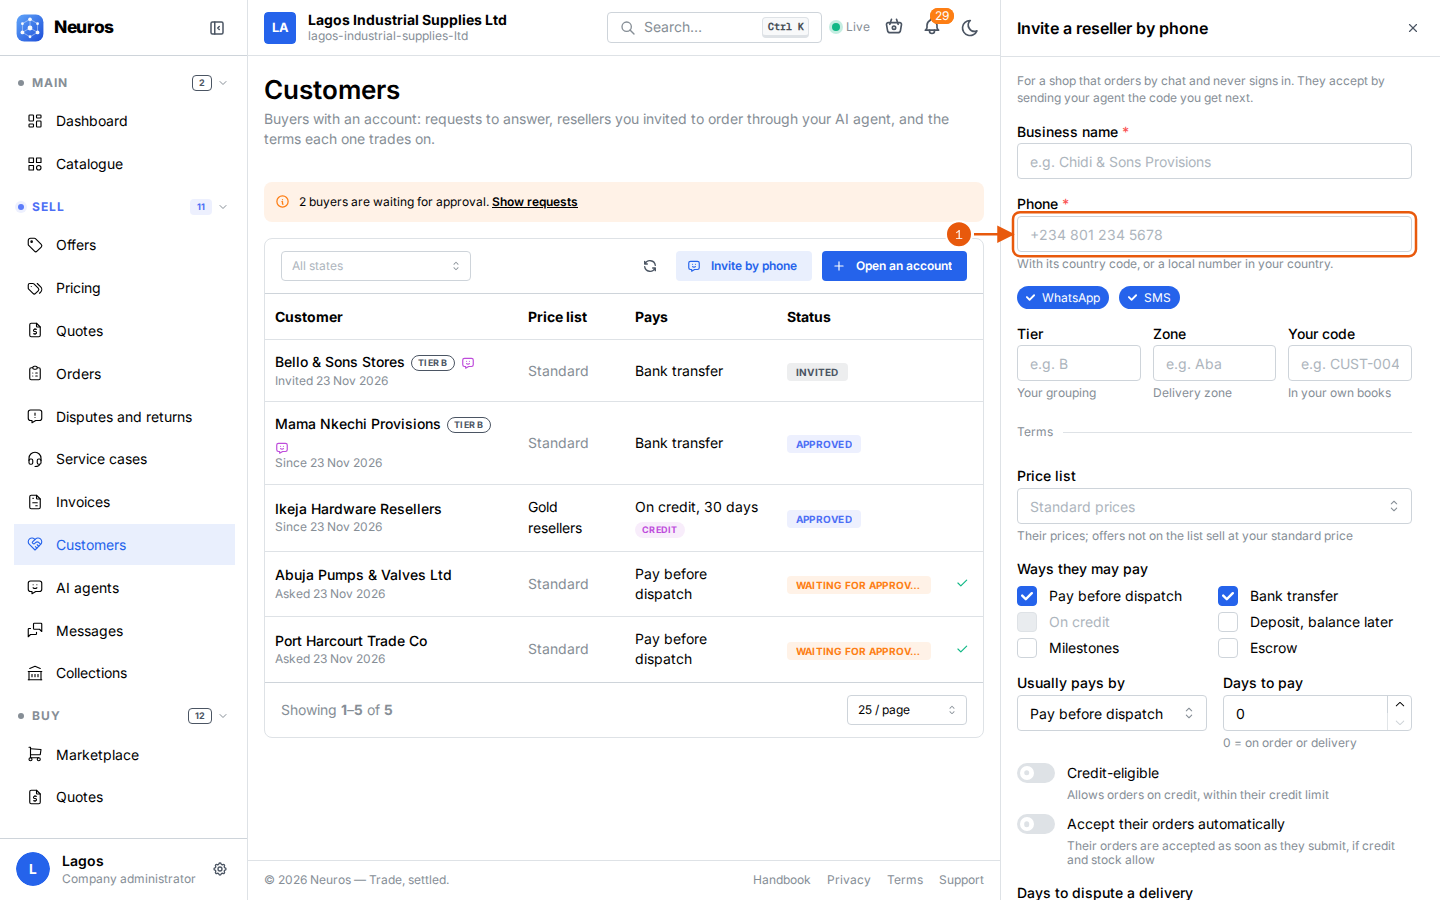 Neuros
MAIN
2
Dashboard
Catalogue
SELL
11
Offers
Pricing
Quotes
Orders
Disputes and returns
Service cases
Invoices
Customers
AI agents
Messages
Collections
BUY
12
Marketplace
Quotes
L
Lagos
Company administrator
LA
Lagos Industrial Supplies Ltd
lagos-industrial-supplies-ltd
Search...
Ctrl K
Live
29
Customers
Buyers with an account: requests to answer, resellers you invited to order through your AI agent, and the
terms each one trades on.
2 buyers are waiting for approval. Show requests
All states
Invite by phone
Open an account
Customer Price list Pays Status
Bello & Sons Stores TIER B
Invited 23 Nov 2026
Standard
Bank transfer
INVITED
Mama Nkechi Provisions TIER B
Since 23 Nov 2026
Standard
Bank transfer
APPROVED
Ikeja Hardware Resellers
Since 23 Nov 2026
Gold
resellers
On credit, 30 days
CREDIT
APPROVED
Abuja Pumps & Valves Ltd
Asked 23 Nov 2026
Standard
Pay before
dispatch
WAITING FOR APPROV...
Port Harcourt Trade Co
Asked 23 Nov 2026
Standard
Pay before
dispatch
WAITING FOR APPROV...
Showing 1–5 of 5
25 / page
© 2026 Neuros — Trade, settled.
Handbook Privacy Terms Support
Invite a reseller by phone
For a shop that orders by chat and never signs in. They accept by
sending your agent the code you get next.
Business name *
e.g. Chidi & Sons Provisions
Phone *
1
+234 801 234 5678
With its country code, or a local number in your country.
WhatsApp SMS
Tier Zone Your code
e.g. B e.g. Aba e.g. CUST-004
Your grouping Delivery zone In your own books
Terms
Price list
Standard prices
Their prices; offers not on the list sell at your standard price
Ways they may pay
Pay before dispatch Bank transfer
On credit Deposit, balance later
Milestones Escrow
Usually pays by Days to pay
Pay before dispatch 0
0 = on order or delivery
Credit-eligible
Allows orders on credit, within their credit limit
Accept their orders automatically
Their orders are accepted as soon as they submit, if credit
and stock allow
Days to dispute a delivery